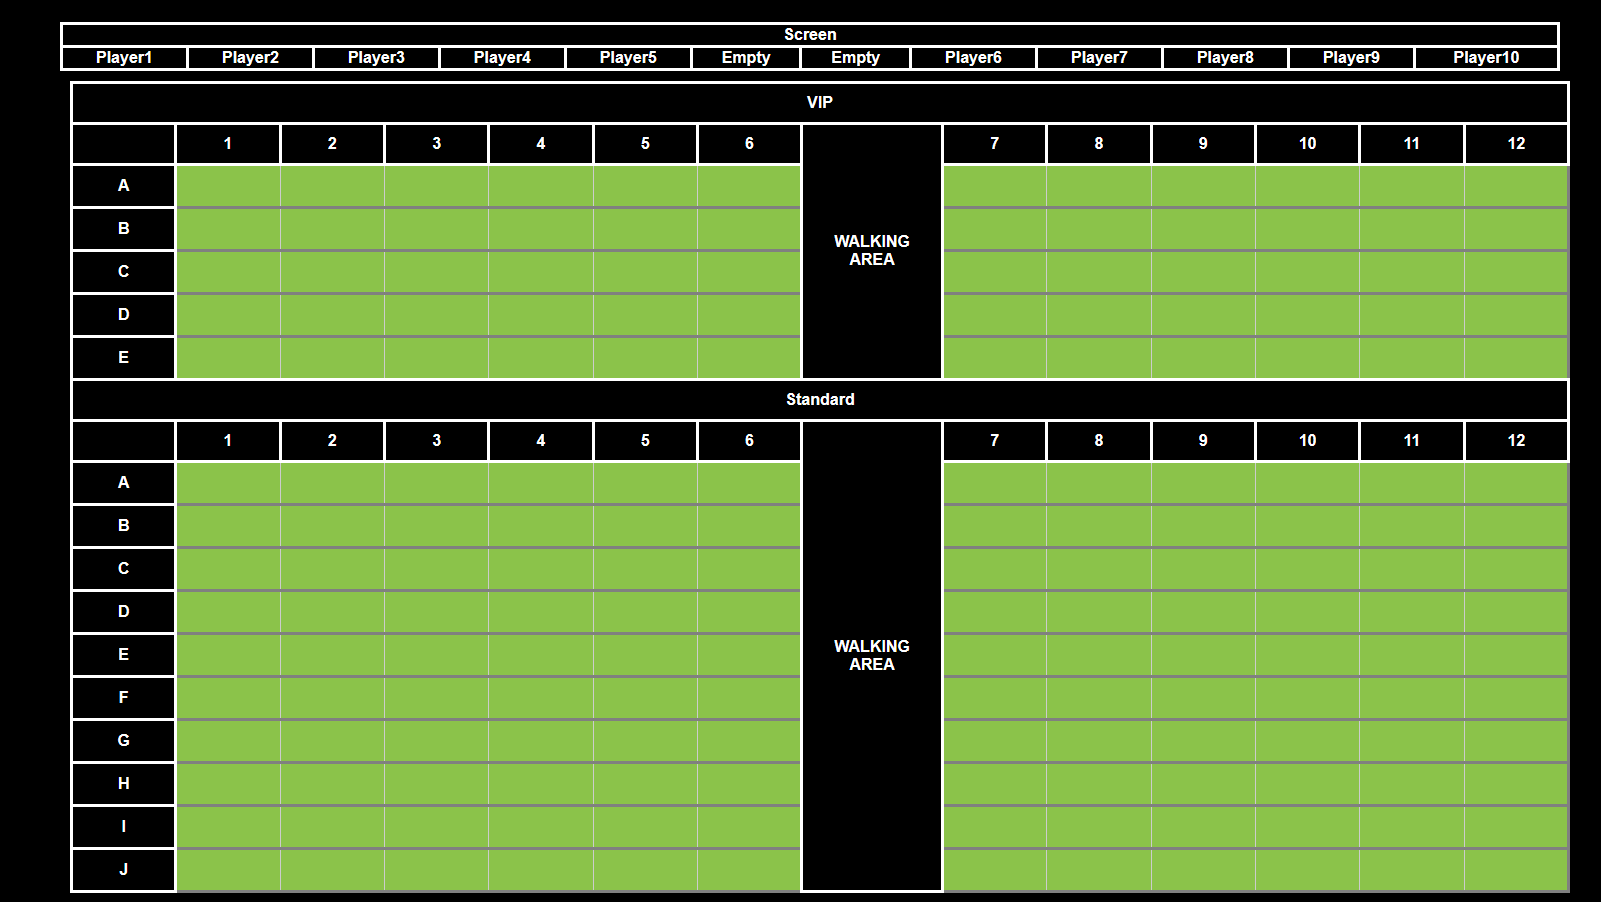 Screen
Player1 Player2 Player3 Player4 Player5 Empty Empty Player6 Player7 Player8 Player9 Player10
VIP
1 2 3 4 5 6 7 8 9 10 11 12
A
B
WALKING
AREA
C
D
E
Standard
1 2 3 4 5 6 7 8 9 10 11 12
A
B
C
D
E
WALKING
AREA
F
G
H
I
J